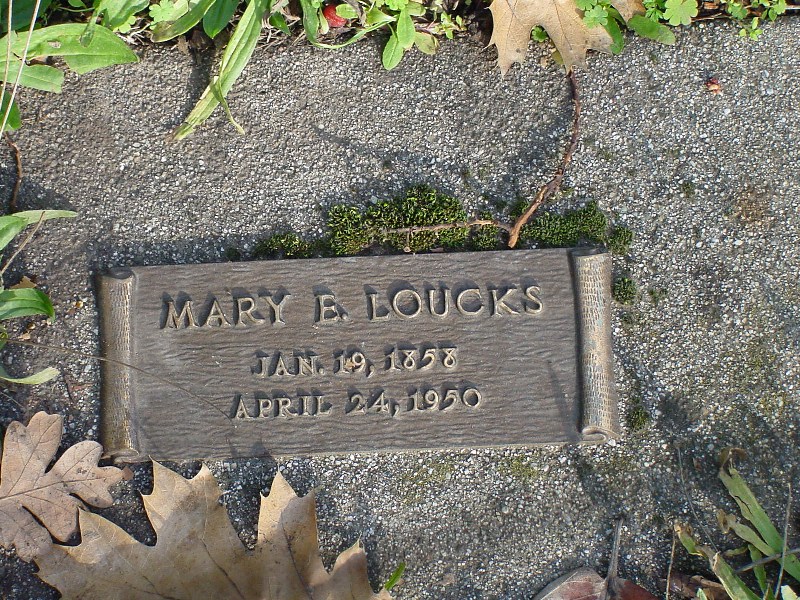 MARY E. LOUCKS
JAN. 19, 1858
APRIL 24, 1950